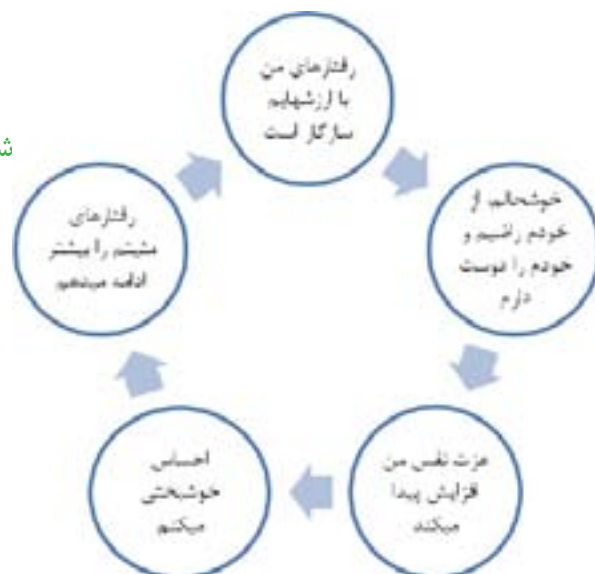 رفتارهای من
با ارزشهایم
سازگار است
خوشحالم، از
خودم راضیم و
خودم را دوست
دارم
عزت نفس من
افزایش پیدا
میکند
احساس
خوشبختی
میکنم
رفتارهای
مثبتم را بیشتر
ادامه میدهم